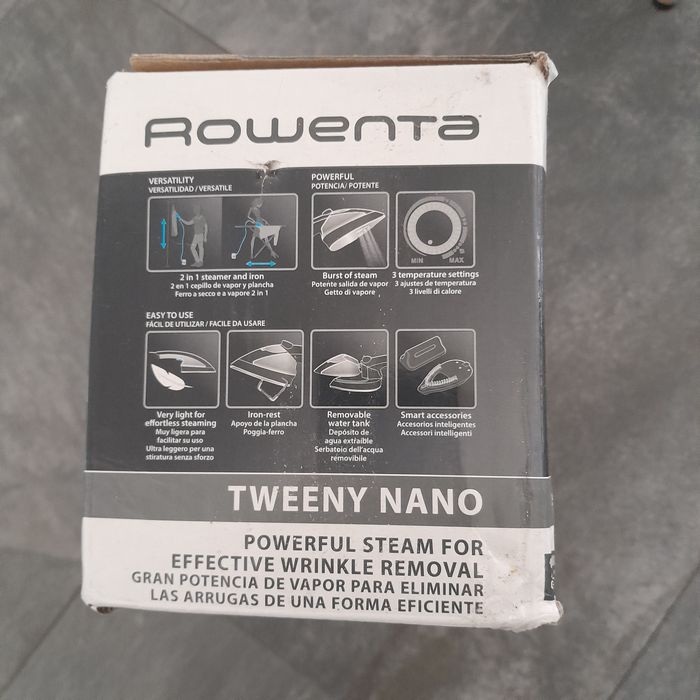 Rowenta
VERSATILITY
VERSATILIDAD / VERSATILE
2 in 1 steamer and iron
2 en 1 cepillo de vapor y plancha
Ferro a secco e a vapore 2 in 1
POWERFUL
POTENCIA/ POTENTE
Burst of steam
Potente salida de vapor
Getto di vapore
MIN
MAX
3 temperature settings
3 ajustes de temperatura
3 livelli di calore
EASY TO USE
FÁCIL DE UTILIZAR / FACILE DA USARE
Very light for
effortless steaming
Muy ligera para
facilitar su uso
Ultra leggero per una
stiratura senza sforzo
Iron-rest
Apoyo de la plancha
Poggia-ferro
Removable
water tank
Depósito de
agua extraíble
Serbatoio dell'acqua
removibile
Smart accessories
Accesorios inteligentes
Accessori intelligenti
TWEENY NANO
POWERFUL STEAM FOR
EFFECTIVE WRINKLE REMOVAL
GRAN POTENCIA DE VAPOR PARA ELIMINAR
LAS ARRUGAS DE UNA FORMA EFICIENTE